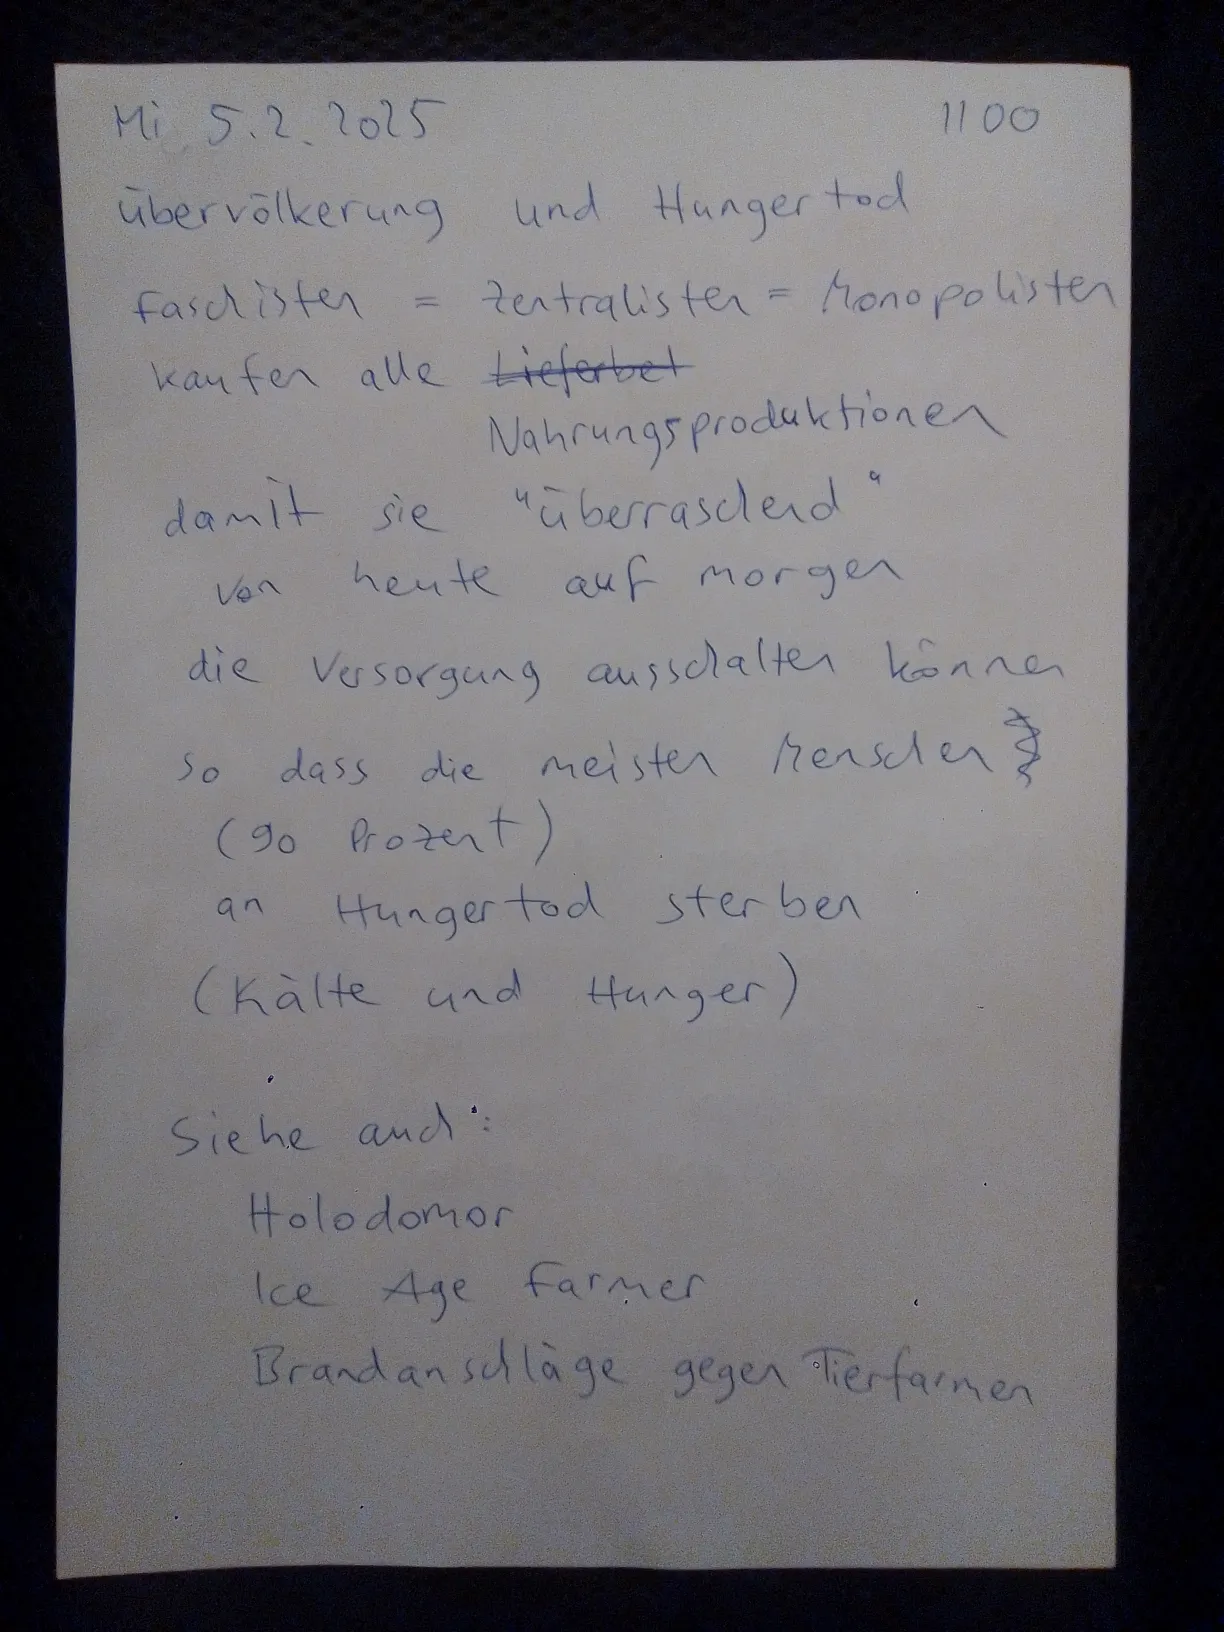 Mi 5.2.2025 1100
übervölkerung und Hungertod
Faschisten = Zentralisten = Monopolisten
kaufen alle Lieferbet
Nahrungsproduktionen
damit sie "überraschend"
von heute auf morgen
die Versorgung ausschalten können
so dass die meisten Menschen
(90 Prozent)
an Hungertod sterben
(Kälte und Hunger)
Siehe auch:
Holodomor
Ice Age Farmer
Brandanschläge gegen Tierfarmen